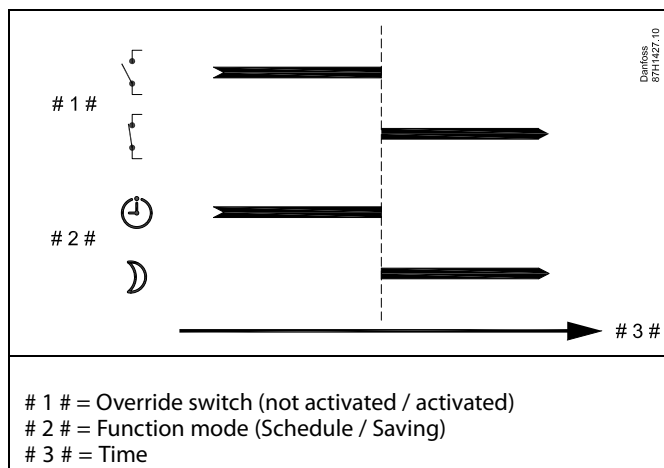 Danfoss
87H1427.10
# 1 #
# 2 #
# 3 #
# 1 # = Override switch (not activated / activated)
# 2 # = Function mode (Schedule / Saving)
# 3 # = Time